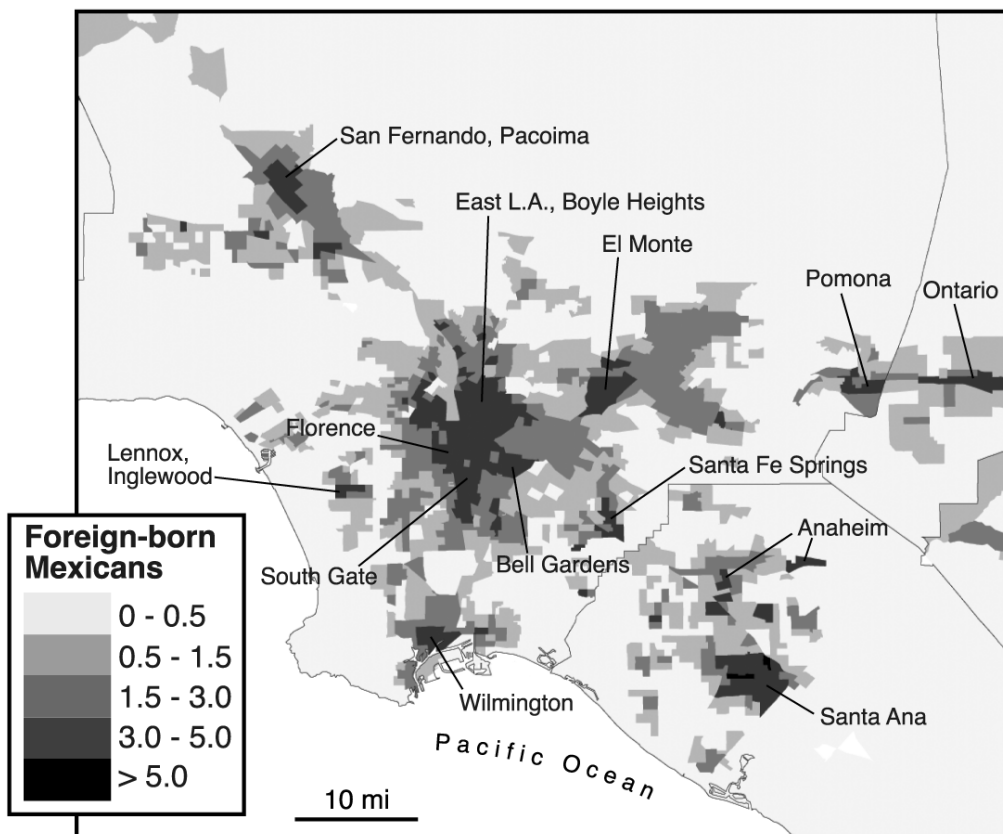 San Fernando, Pacoima
East L.A., Boyle Heights
El Monte
Pomona
Ontario
Florence
Lennox,
Inglewood
Santa Fe Springs
Anaheim
South Gate
Bell Gardens
Wilmington
Santa Ana
Pacific Ocean
Foreign-born
Mexicans
0 - 0.5
0.5 - 1.5
1.5 - 3.0
3.0 - 5.0
> 5.0
10 mi